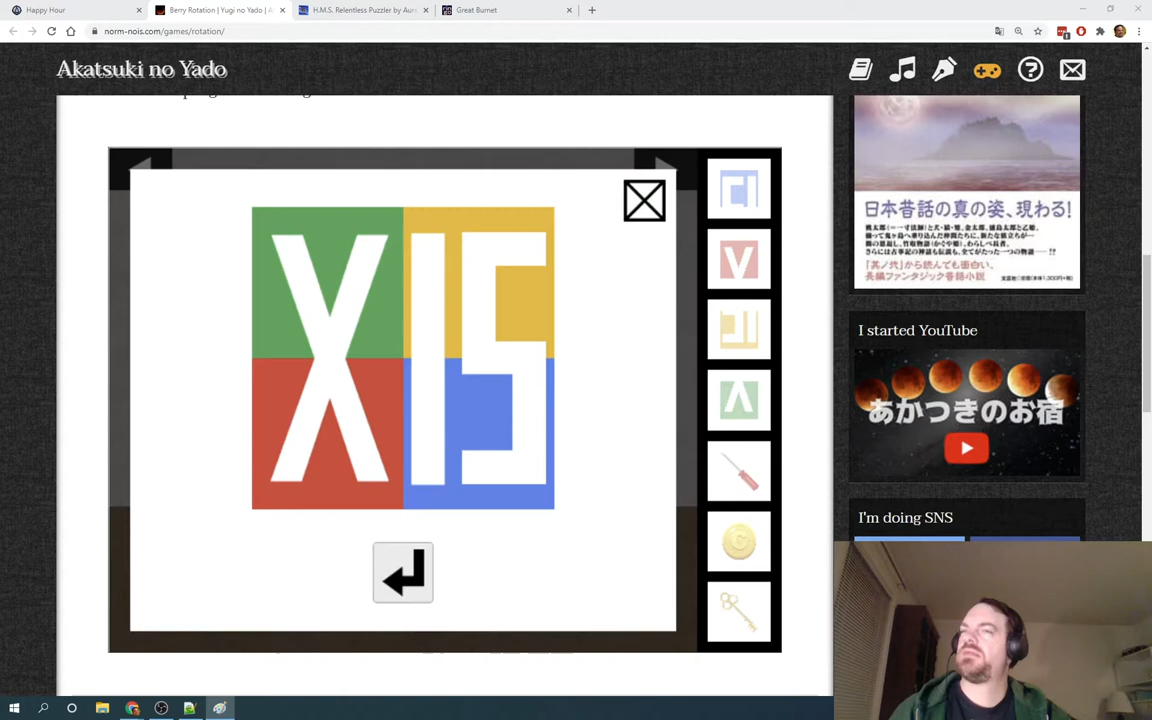 Happy Hour
Berry Rotation | Yugi no Yado | A
H.M.S. Relentless Puzzler by Aure
Great Burnet
norm-nois.com/games/rotation/
Akatsuki no Yado
XI5
日本昔話の真の姿、現わる!
I started YouTube
あかつきのお宿
I'm doing SNS